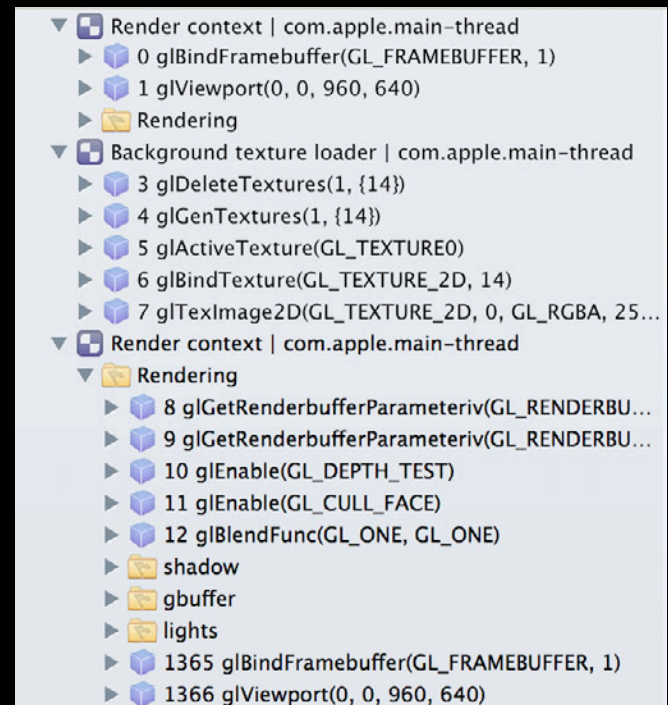 Render context | com.apple.main-thread
0 glBindFramebuffer(GL_FRAMEBUFFER, 1)
1 glViewport(0, 0, 960, 640)
Rendering
Background texture loader | com.apple.main-thread
3 glDeleteTextures(1, {14})
4 glGenTextures(1, {14})
5 glActiveTexture(GL_TEXTURE0)
6 glBindTexture(GL_TEXTURE_2D, 14)
7 glTexImage2D(GL_TEXTURE_2D, 0, GL_RGBA, 25...
Render context | com.apple.main-thread
Rendering
8 glGetRenderbufferParameteriv(GL_RENDERBU...
9 glGetRenderbufferParameteriv(GL_RENDERBU...
10 glEnable(GL_DEPTH_TEST)
11 glEnable(GL_CULL_FACE)
12 glBlendFunc(GL_ONE, GL_ONE)
shadow
gbuffer
lights
1365 glBindFramebuffer(GL_FRAMEBUFFER, 1)
1366 glViewport(0, 0, 960, 640)